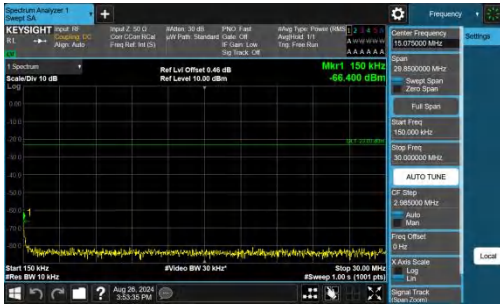 Spectrum Analyzer 1
Swept SA
+
Frequency
KEYSIGHT
Input: RF
Input Z: 50 Ω
#Atten: 30 dB
PNO: Fast
#Avg Type: Power (RMS)
1 2 3 4 5 6
RL
Coupling: DC
Corr CCorr RCal
µW Path: Standard
Gate: Off
Avg|Hold: 1/1
Align: Auto
Freq Ref: Int (S)
IF Gain: Low
Trig: Free Run
Sig Track: Off
A A A A A A
1 Spectrum
Scale/Div 10 dB
Log
Ref Lvl Offset 0.46 dB
Ref Level 10.00 dBm
Mkr1 150 kHz
-66.400 dBm
0.00
1
Start 150 kHz
#Res BW 10 kHz
#Video BW 30 kHz*
Stop 30.00 MHz
#Sweep 1.00 s (1001 pts)
Center Frequency
15.075000 MHz
Settings
Span
29.8500000 MHz
Swept Span
Zero Span
Full Span
Start Freq
150.000 kHz
Stop Freq
30.000000 MHz
AUTO TUNE
CF Step
2.985000 MHz
Auto
Man
Freq Offset
0 Hz
X Axis Scale
Log
Lin
Signal Track
(Span Zoom)
Local
?
Aug 26, 2024
3:53:35 PM